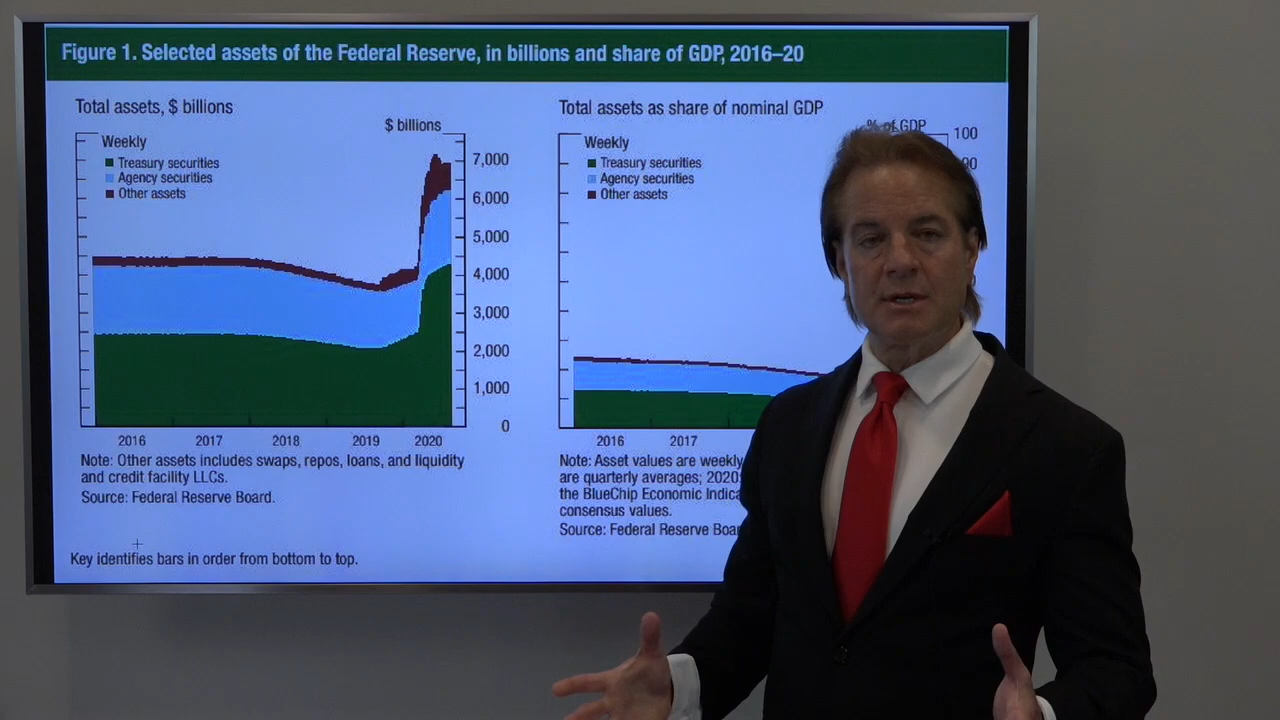 Figure 1. Selected assets of the Federal Reserve, in billions and share of GDP, 2016–20
Total assets, $ billions
$ billions
Weekly
Treasury securities
Agency securities
Other assets
7,000
6,000
5,000
4,000
3,000
2,000
1,000
0
2016 2017 2018 2019 2020
Note: Other assets includes swaps, repos, loans, and liquidity
and credit facility LLCs.
Source: Federal Reserve Board.
Total assets as share of nominal GDP
% of GDP
Weekly
Treasury securities
Agency securities
Other assets
100
90
2016 2017
Note: Asset values are weekly
are quarterly averages; 2020
the BlueChip Economic
consensus values.
Source: Federal Reserve
Key identifies bars in order from bottom to top.